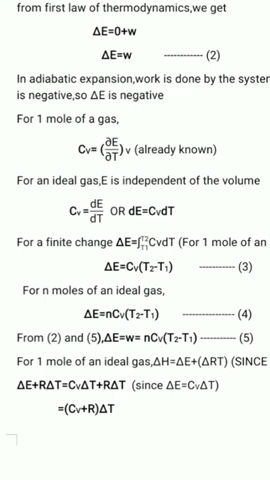 from first law of thermodynamics,we get
ΔE=0+w
ΔE=w ----------- (2)
In adiabatic expansion,work is done by the system
is negative,so ΔE is negative
For 1 mole of a gas,
Cv= (∂E/∂T)v (already known)
For an ideal gas,E is independent of the volume
Cv =dE/dT OR dE=CvdT
For a finite change ΔE=∫T2T1CvdT (For 1 mole of an
ΔE=Cv(T2-T1) ---------- (3)
For n moles of an ideal gas,
ΔE=nCv(T2-T1) --------------- (4)
From (2) and (5),ΔE=w= nCv(T2-T1) ---------- (5)
For 1 mole of an ideal gas,ΔH=ΔE+(ΔRT) (SINCE
ΔE+RΔT=CvΔT+RΔT (since ΔE=CvΔT)
=(Cv+R)ΔT